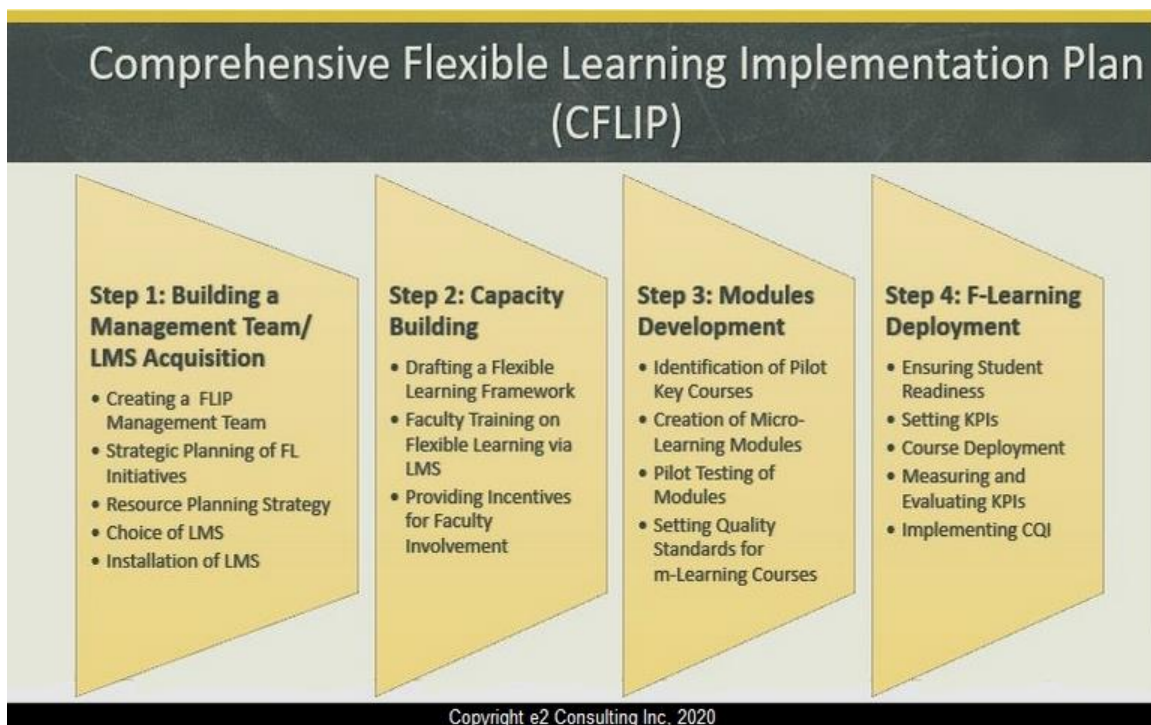 Comprehensive Flexible Learning Implementation Plan
(CFLIP)
Step 1: Building a
Management Team/
LMS Acquisition
• Creating a FLIP
Management Team
• Strategic Planning of FL
Initiatives
• Resource Planning Strategy
• Choice of LMS
• Installation of LMS
Step 2: Capacity
Building
• Drafting a Flexible
Learning Framework
• Faculty Training on
Flexible Learning via
LMS
• Providing Incentives
for Faculty
Involvement
Step 3: Modules
Development
• Identification of Pilot
Key Courses
• Creation of Micro-
Learning Modules
• Pilot Testing of
Modules
• Setting Quality
Standards for
m-Learning Courses
Step 4: F-Learning
Deployment
• Ensuring Student
Readiness
• Setting KPIs
• Course Deployment
• Measuring and
Evaluating KPIs
• Implementing CQI
Copyright e2 Consulting Inc. 2020